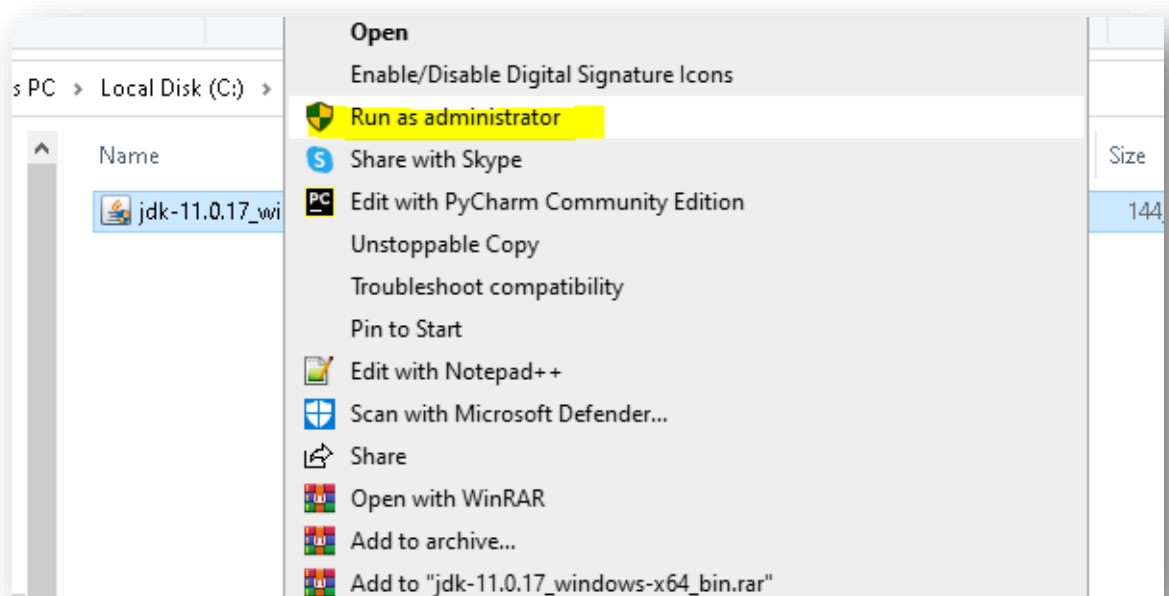 Open
Enable/Disable Digital Signature Icons
s PC > Local Disk (C:) >
Run as administrator
Name
Share with Skype
Size
jdk-11.0.17_wi
Edit with PyCharm Community Edition
144
Unstoppable Copy
Troubleshoot compatibility
Pin to Start
Edit with Notepad++
Scan with Microsoft Defender...
Share
Open with WinRAR
Add to archive...
Add to "jdk-11.0.17_windows-x64_bin.rar"